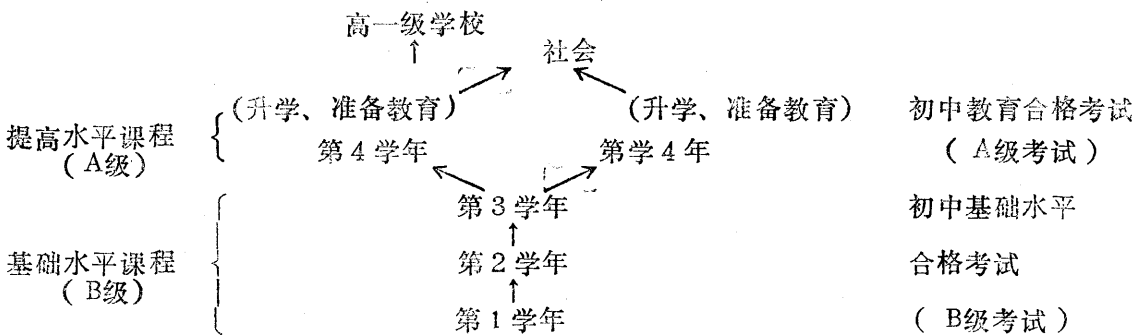 高一级学校
社会
(升学、准备教育) (升学、准备教育) 初中教育合格考试
提高水平课程
(A级) 第4学年 第学4年 (A级考试)
第3学年 初中基础水平
基础水平课程 第2学年 合格考试
(B级)
第1学年 (B级考试)